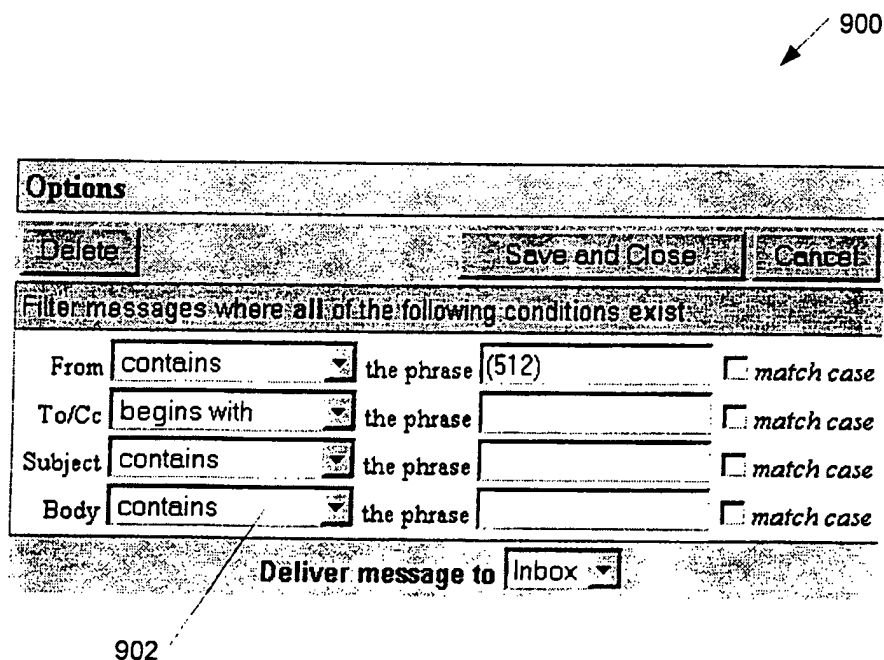 900
Options
Delete Save and Close Cancel
Filter messages where all of the following conditions exist:
From contains the phrase (512) match case
To/Cc begins with the phrase match case
Subject contains the phrase match case
Body contains the phrase match case
Deliver message to Inbox
902